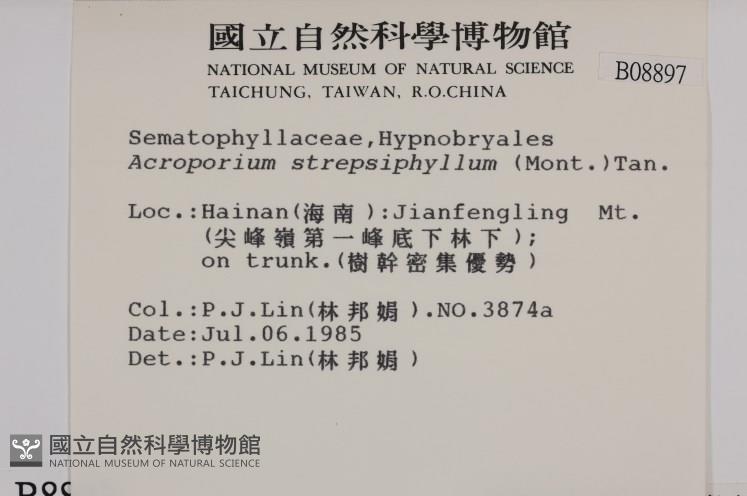 國立自然科學博物館
NATIONAL MUSEUM OF NATURAL SCIENCE
TAICHUNG, TAIWAN, R.O.CHINA
B08897
Sematophyllaceae,Hypnobryales
Acroporium strepsiphyllum (Mont.)Tan.
Loc.:Hainan(海南):Jianfengling Mt.
(尖峰嶺第一峰底下林下);
on trunk.(樹幹密集優勢)
Col.:P.J.Lin(林邦娟).NO.3874a
Date:Jul.06.1985
Det.:P.J.Lin(林邦娟)
國立自然科學博物館
NATIONAL MUSEUM OF NATURAL SCIENCE